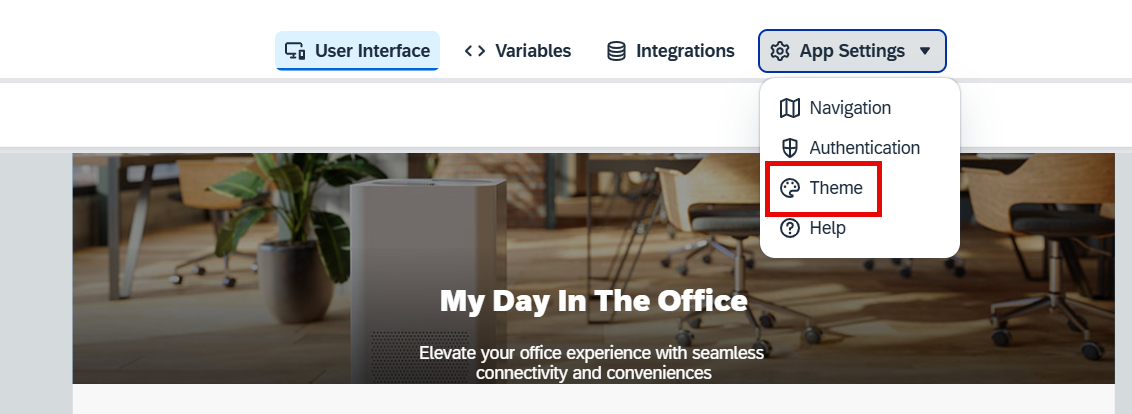 User Interface
Variables
Integrations
App Settings
Navigation
Authentication
Theme
Help
My Day In The Office
Elevate your office experience with seamless
connectivity and conveniences